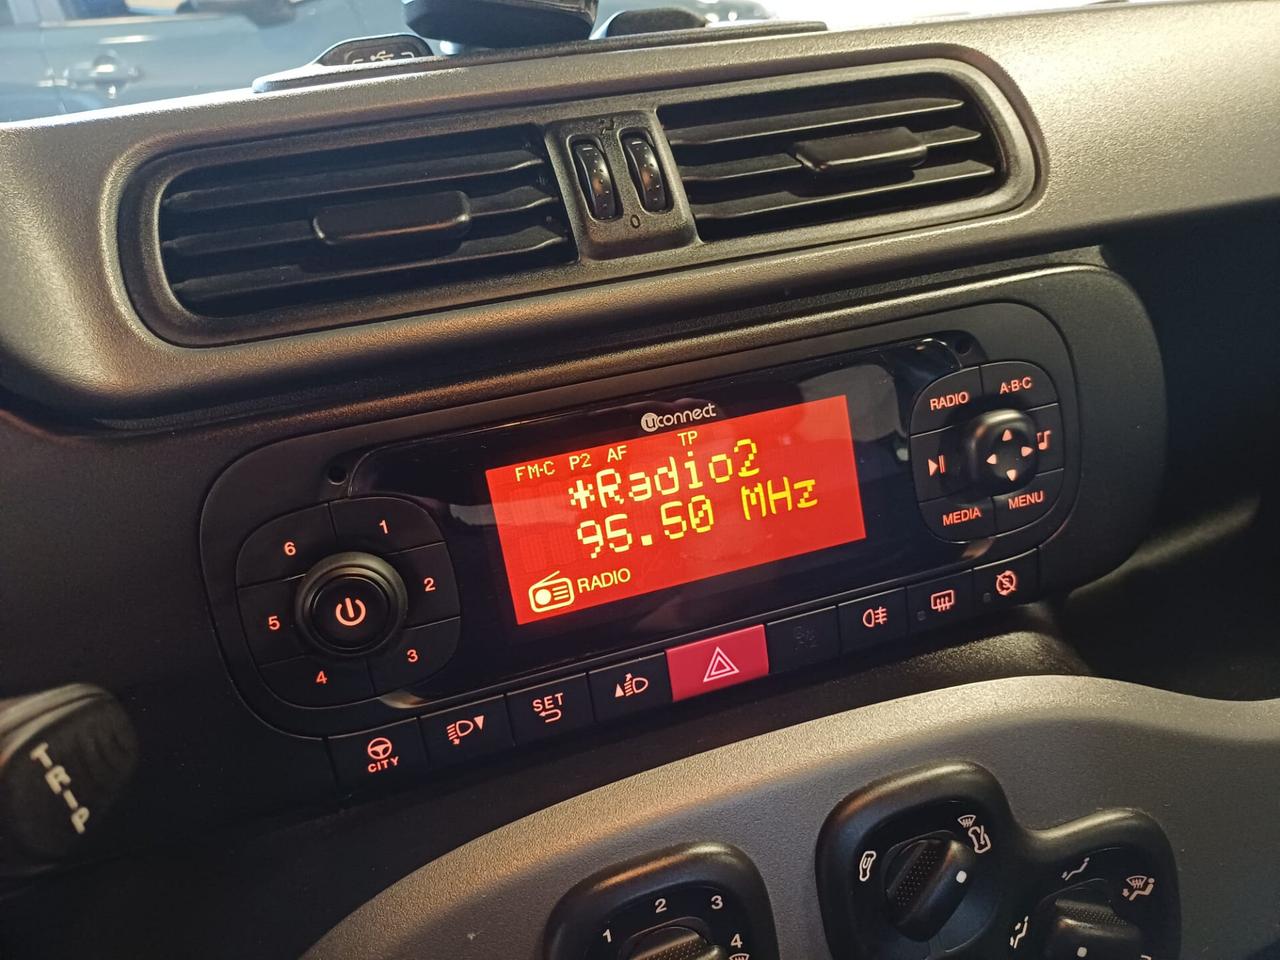 0
uconnect
FM-C P2 AF TP
*Radio2
95.50 MHz
RADIO
RADIO
A·B·C
MEDIA
MENU
1
2
3
4
5
6
CITY
SET
TRIP
1
2
3
4